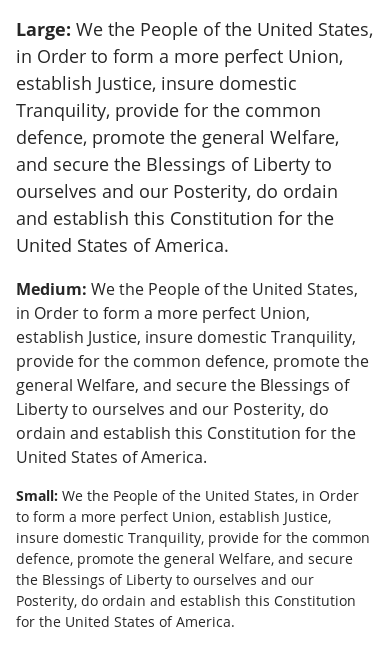 Large: We the People of the United States,
in Order to form a more perfect Union,
establish Justice, insure domestic
Tranquility, provide for the common
defence, promote the general Welfare,
and secure the Blessings of Liberty to
ourselves and our Posterity, do ordain
and establish this Constitution for the
United States of America.
Medium: We the People of the United States,
in Order to form a more perfect Union,
establish Justice, insure domestic Tranquility,
provide for the common defence, promote the
general Welfare, and secure the Blessings of
Liberty to ourselves and our Posterity, do
ordain and establish this Constitution for the
United States of America.
Small: We the People of the United States, in Order
to form a more perfect Union, establish Justice,
insure domestic Tranquility, provide for the common
defence, promote the general Welfare, and secure
the Blessings of Liberty to ourselves and our
Posterity, do ordain and establish this Constitution
for the United States of America.